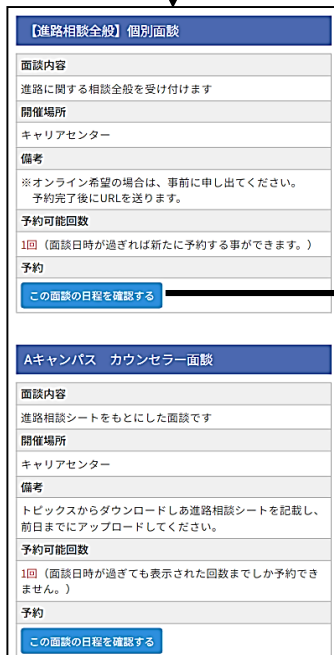 【進路相談全般】個別面談
面談内容
進路に関する相談全般を受け付けます
開催場所
キャリアセンター
備考
※オンライン希望の場合は、事前に申し出てください。
予約完了後にURLを送ります。
予約可能回数
1回（面談日時が過ぎれば新たに予約する事ができます。）
予約
この面談の日程を確認する
Aキャンパス　カウンセラー面談
面談内容
進路相談シートをもとにした面談です
開催場所
キャリアセンター
備考
トピックスからダウンロードしあ進路相談シートを記載し、
前日までにアップロードしてください。
予約可能回数
1回（面談日時が過ぎても表示された回数までしか予約でき
ません。）
予約
この面談の日程を確認する